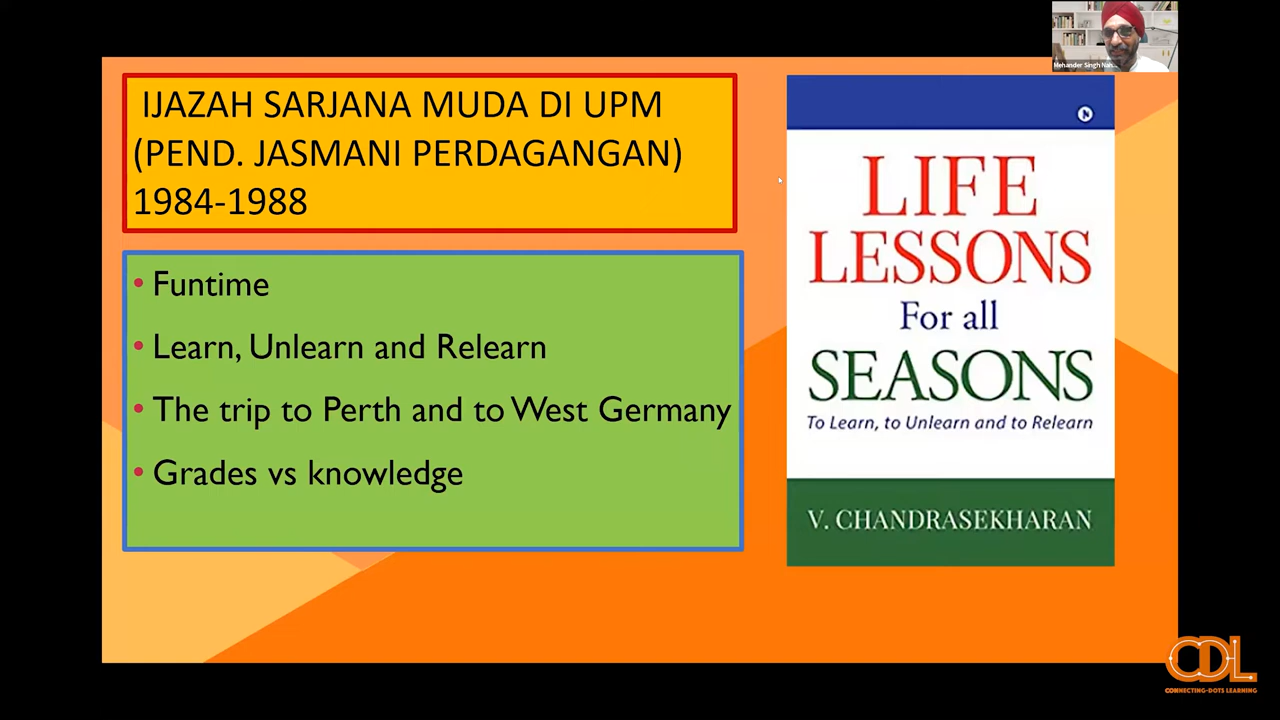 Mehander Singh
IJAZAH SARJANA MUDA DI UPM
(PEND. JASMANI PERDAGANGAN)
1984-1988
• Funtime
• Learn, Unlearn and Relearn
• The trip to Perth and to West Germany
• Grades vs knowledge
N
LIFE
LESSONS
For all
SEASONS
To Learn, to Unlearn and to Relearn
V. CHANDRASEKHARAN
CDL
CONNECTING-DOTS LEARNING